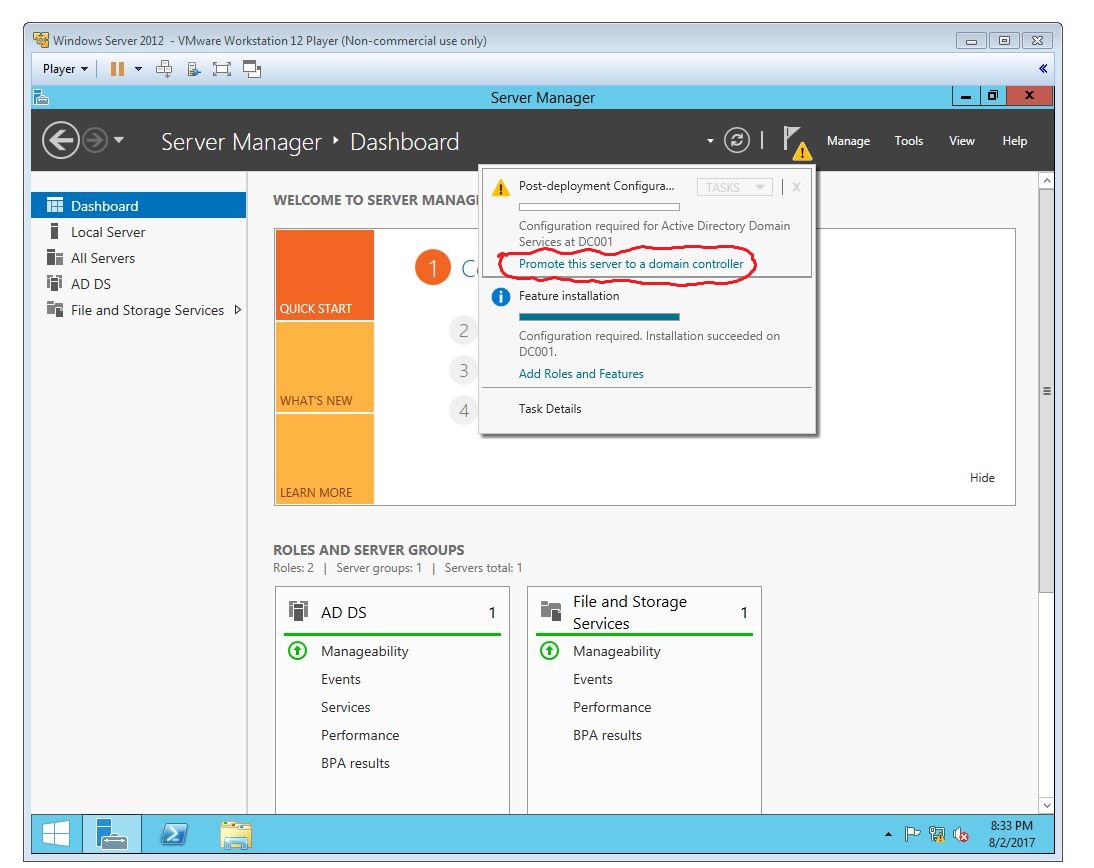 Windows Server 2012 - VMware Workstation 12 Player (Non-commercial use only)
Player
Server Manager
Server Manager Dashboard
Manage Tools View Help
Dashboard
Local Server
All Servers
AD DS
File and Storage Services
WELCOME TO SERVER MANAG
QUICK START
WHAT'S NEW
LEARN MORE
1 C
2
3
4
Post-deployment Configura... TASKS X
Configuration required for Active Directory Domain
Services at DC001
Promote this server to a domain controller
Feature installation
Configuration required. Installation succeeded on
DC001.
Add Roles and Features
Task Details
Hide
ROLES AND SERVER GROUPS
Roles: 2 | Server groups: 1 | Servers total: 1
AD DS 1
Manageability
Events
Services
Performance
BPA results
File and Storage
Services 1
Manageability
Events
Performance
BPA results
8:33 PM
8/2/2017